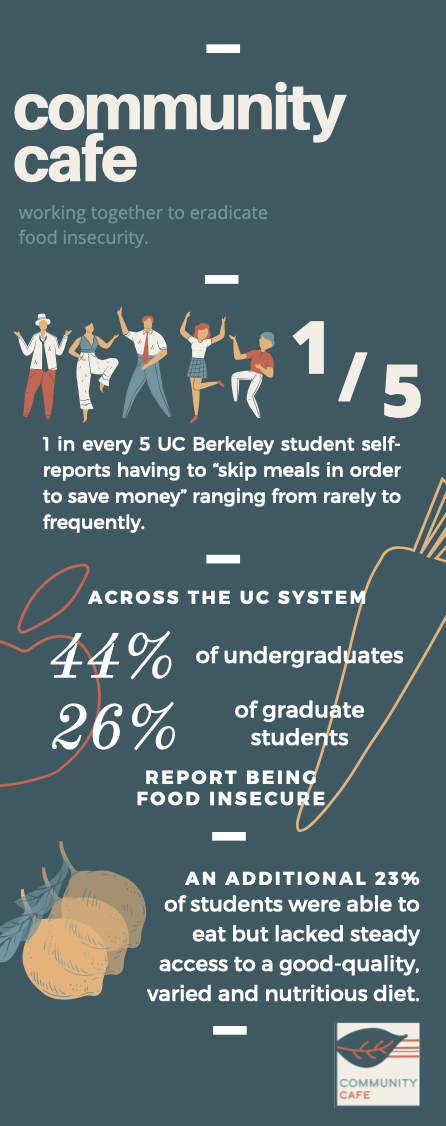 community
cafe
working together to eradicate
food insecurity.
1/5
1 in every 5 UC Berkeley student self-
reports having to “skip meals in order
to save money” ranging from rarely to
frequently.
ACROSS THE UC SYSTEM
44% of undergraduates
26% of graduate
students
REPORT BEING
FOOD INSECURE
AN ADDITIONAL 23%
of students were able to
eat but lacked steady
access to a good-quality,
varied and nutritious diet.
COMMUNITY
CAFE